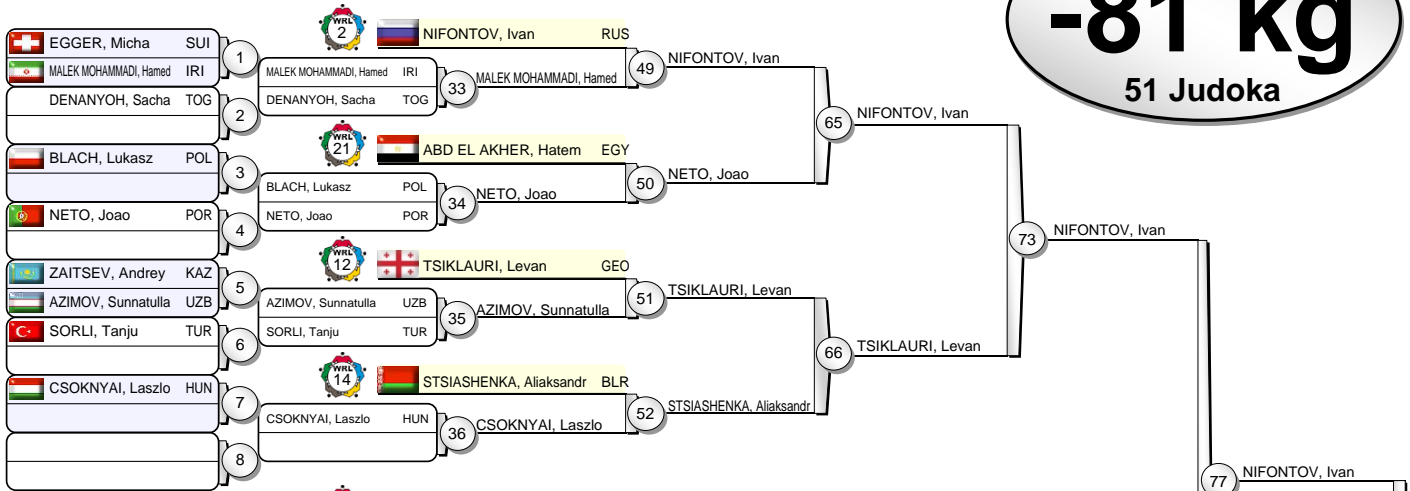 -81 kg
51 Judoka
EGGER, Micha SUI
MALEK MOHAMMADI, Hamed IRI
1
DENANYOH, Sacha TOG
2
BLACH, Lukasz POL
3
NETO, Joao POR
4
ZAITSEV, Andrey KAZ
5
AZIMOV, Sunnatulla UZB
SORLI, Tanju TUR
6
CSOKNYAI, Laszlo HUN
7
8
WRL
2
NIFONTOV, Ivan RUS
MALEK MOHAMMADI, Hamed IRI
DENANYOH, Sacha TOG
33
MALEK MOHAMMADI, Hamed
WRL
21
ABD EL AKHER, Hatem EGY
BLACH, Lukasz POL
NETO, Joao POR
34
NETO, Joao
WRL
12
TSIKLAURI, Levan GEO
AZIMOV, Sunnatulla UZB
SORLI, Tanju TUR
35
AZIMOV, Sunnatulla
WRL
14
STSIASHENKA, Aliaksandr BLR
CSOKNYAI, Laszlo HUN
36
CSOKNYAI, Laszlo
49
NIFONTOV, Ivan
50
NETO, Joao
51
TSIKLAURI, Levan
52
STSIASHENKA, Aliaksandr
65
NIFONTOV, Ivan
66
TSIKLAURI, Levan
73
NIFONTOV, Ivan
77
NIFONTOV, Ivan